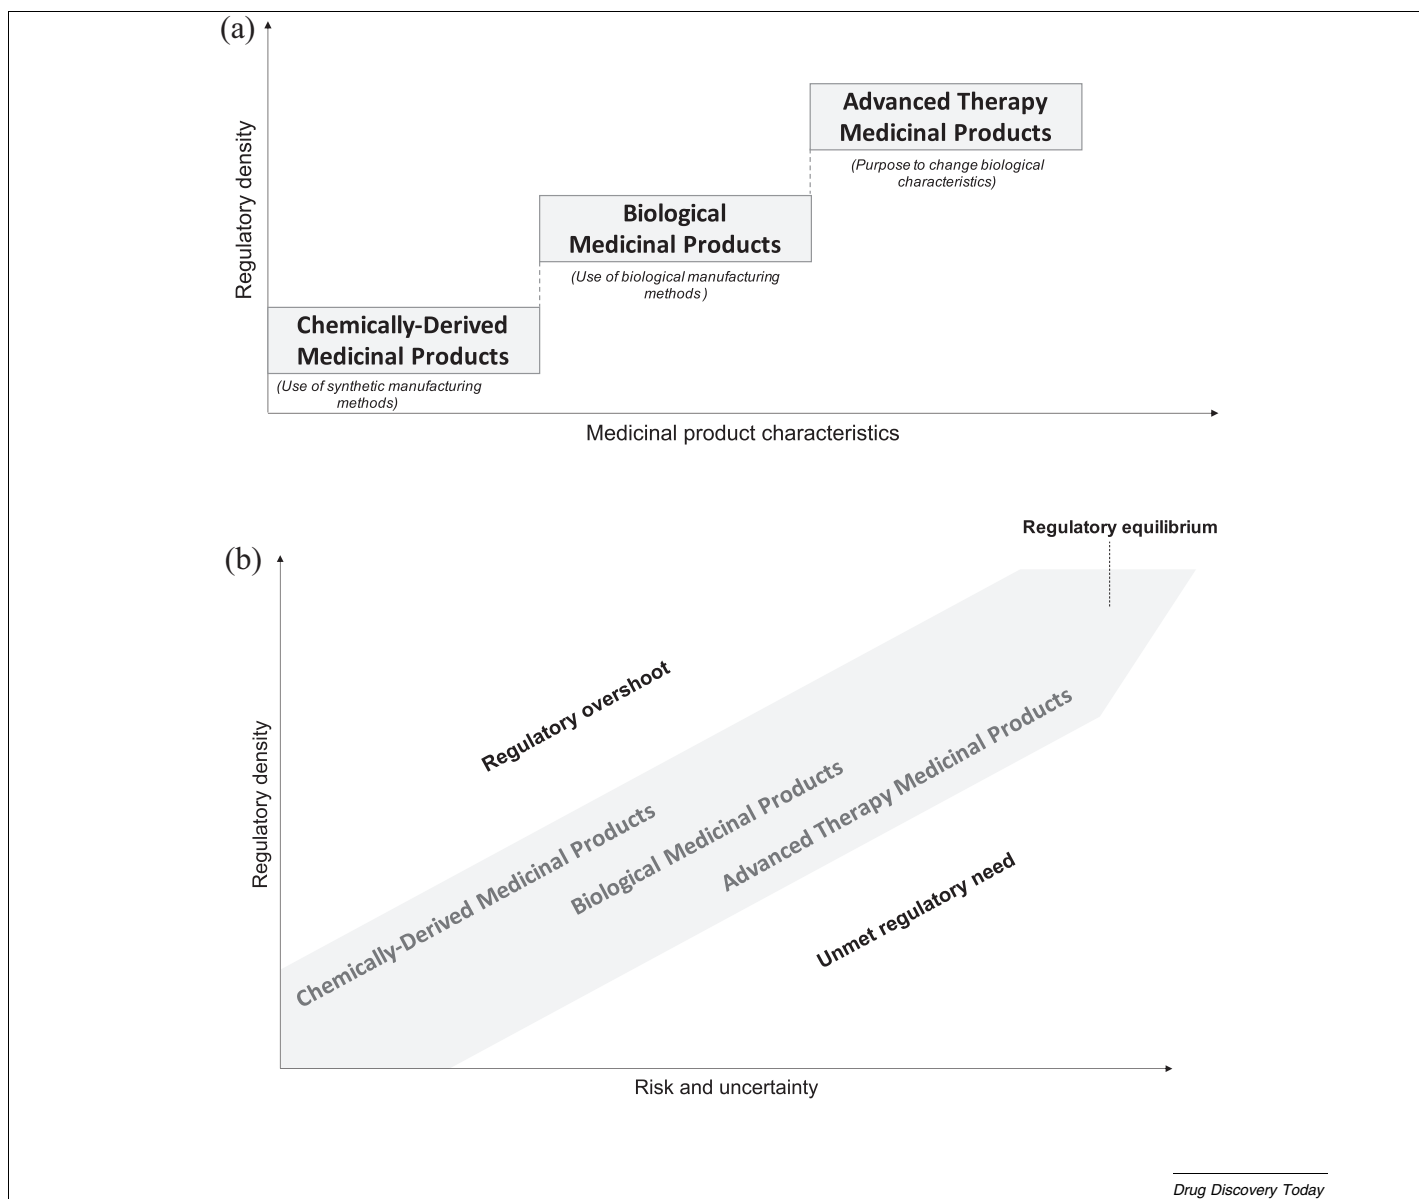 (a)
Regulatory density
Advanced Therapy
Medicinal Products
(Purpose to change biological
characteristics)
Biological
Medicinal Products
(Use of biological manufacturing
methods )
Chemically-Derived
Medicinal Products
(Use of synthetic manufacturing
methods)
Medicinal product characteristics
(b)
Regulatory equilibrium
Regulatory density
Regulatory overshoot
Chemically-Derived Medicinal Products
Biological Medicinal Products
Advanced Therapy Medicinal Products
Unmet regulatory need
Risk and uncertainty
Drug Discovery Today